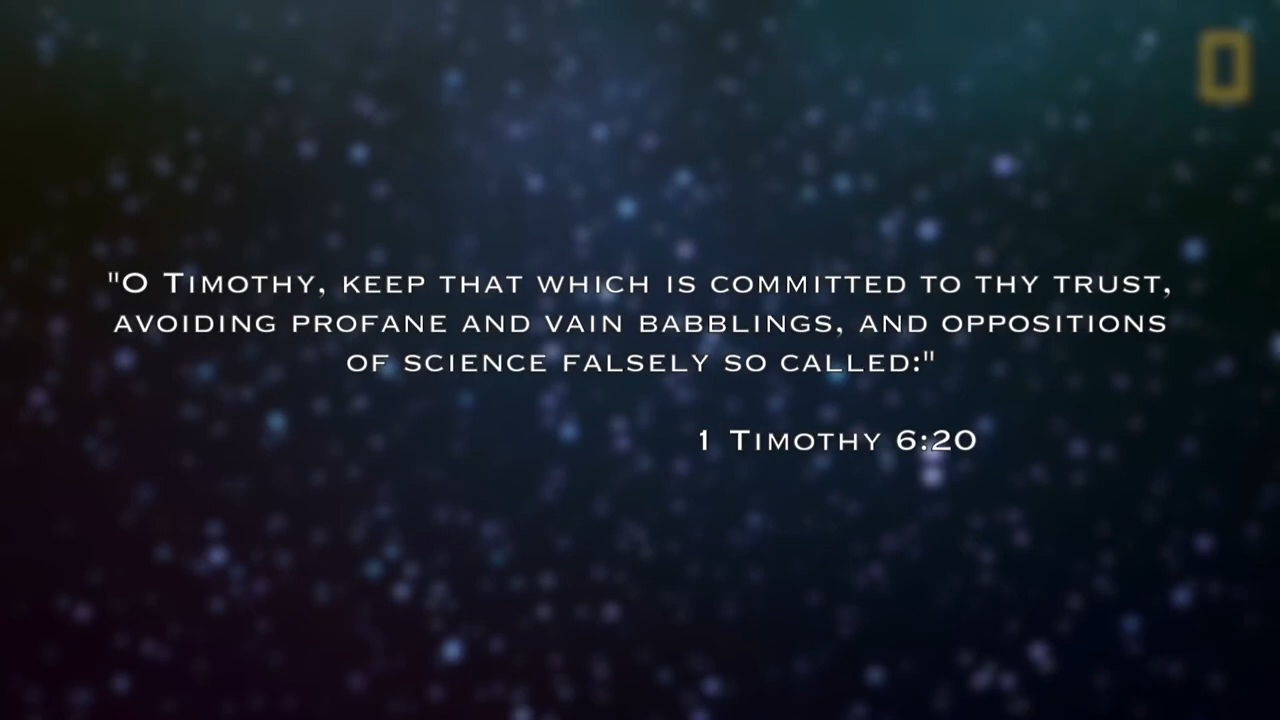 "O Timothy, keep that which is committed to thy trust,
avoiding profane and vain babblings, and oppositions
of science falsely so called:"
1 Timothy 6:20